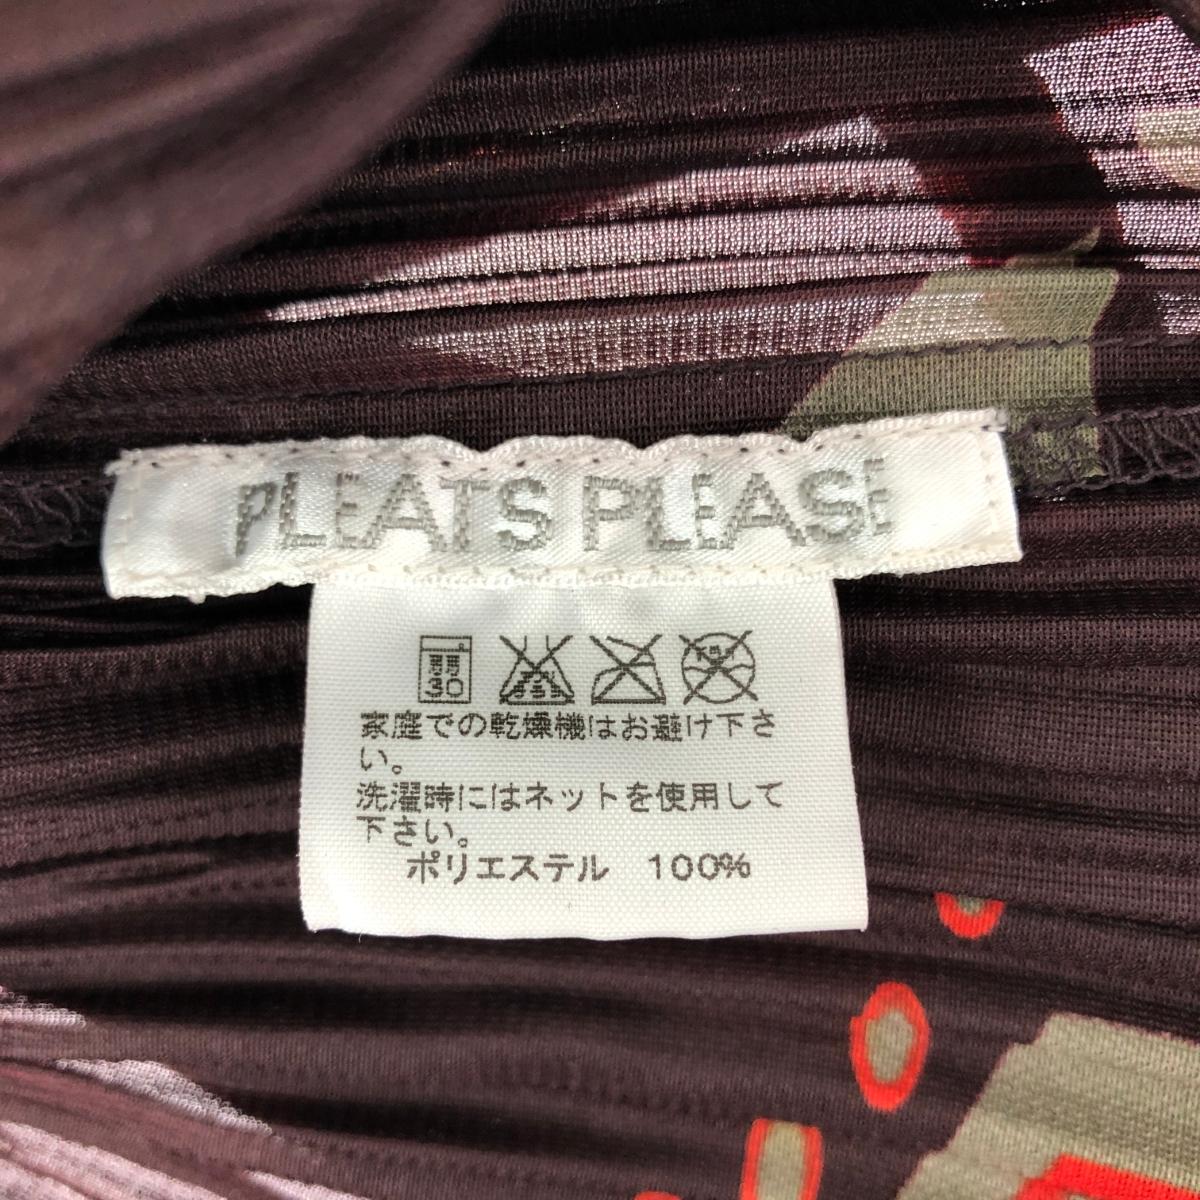 PLEATS PLEASE
弱
30
家庭での乾燥機はお避け下さ
い。
洗濯時にはネットを使用して
下さい。
ポリエステル 100%